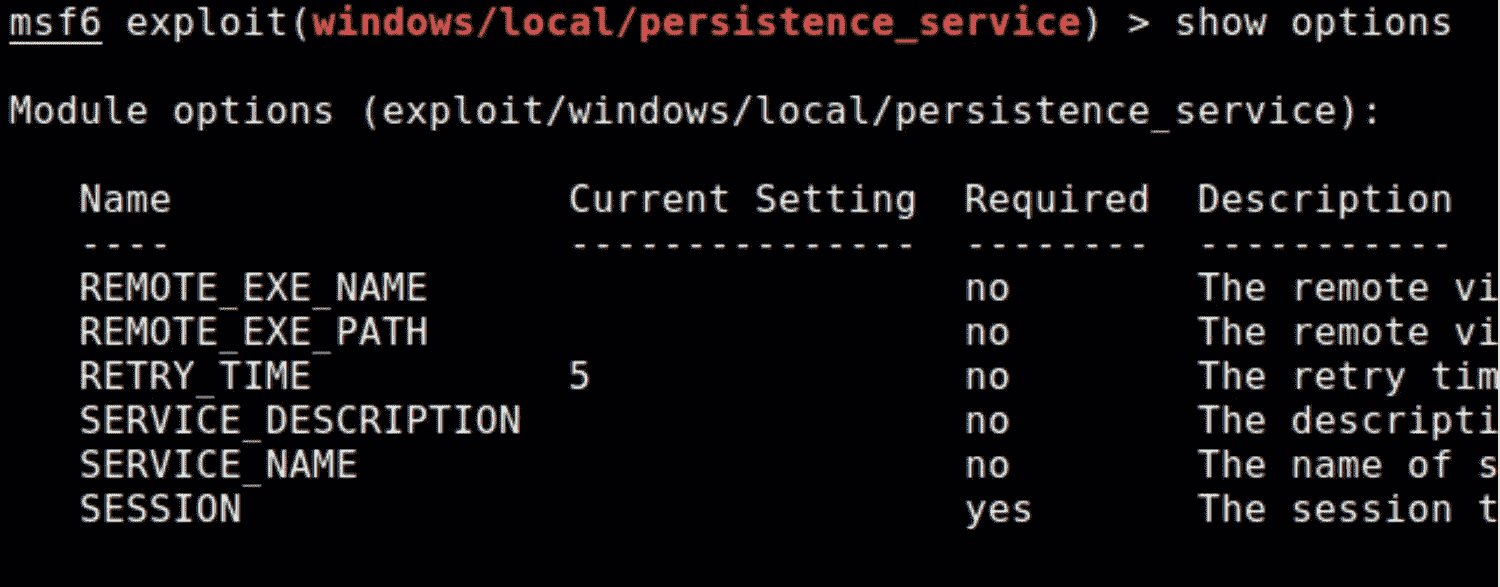 msf6 exploit(windows/local/persistence_service) > show options
Module options (exploit/windows/local/persistence_service):
Name Current Setting Required Description
---- --------------- -------- -----------
REMOTE_EXE_NAME no The remote vi
REMOTE_EXE_PATH no The remote vi
RETRY_TIME 5 no The retry tim
SERVICE_DESCRIPTION no The descripti
SERVICE_NAME no The name of s
SESSION yes The session t